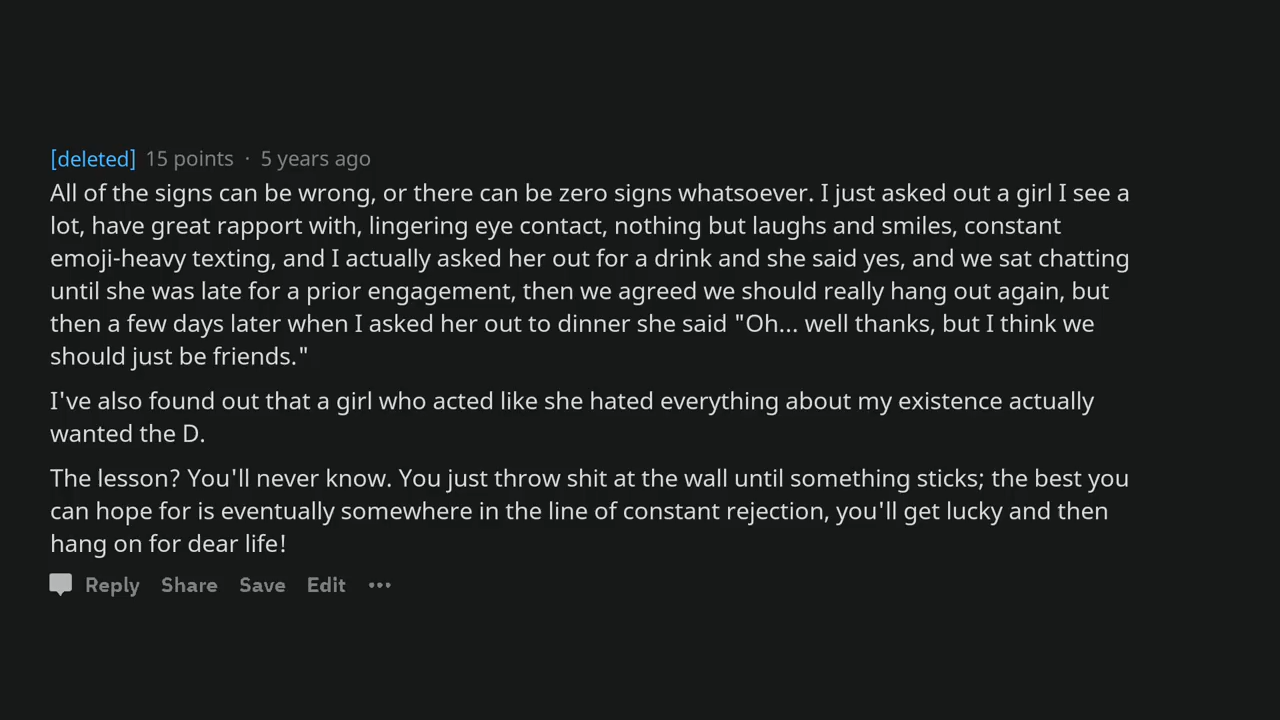 [deleted] 15 points · 5 years ago
All of the signs can be wrong, or there can be zero signs whatsoever. I just asked out a girl I see a
lot, have great rapport with, lingering eye contact, nothing but laughs and smiles, constant
emoji-heavy texting, and I actually asked her out for a drink and she said yes, and we sat chatting
until she was late for a prior engagement, then we agreed we should really hang out again, but
then a few days later when I asked her out to dinner she said "Oh... well thanks, but I think we
should just be friends."
I've also found out that a girl who acted like she hated everything about my existence actually
wanted the D.
The lesson? You'll never know. You just throw shit at the wall until something sticks; the best you
can hope for is eventually somewhere in the line of constant rejection, you'll get lucky and then
hang on for dear life!
Reply Share Save Edit •••